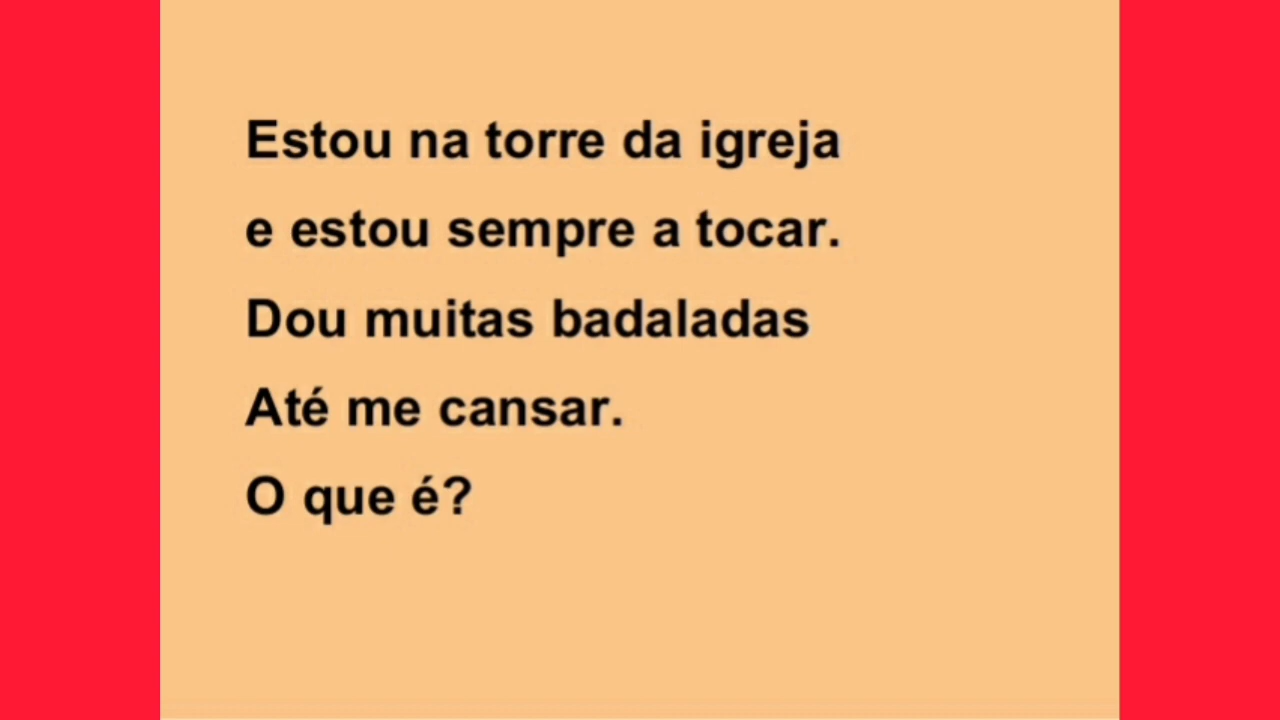 Estou na torre da igreja
e estou sempre a tocar.
Dou muitas badaladas
Até me cansar.
O que é?